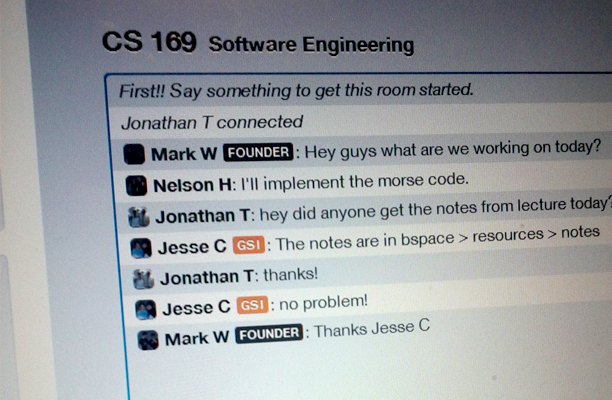 CS 169 Software Engineering
First!! Say something to get this room started.
Jonathan T connected
Mark W FOUNDER : Hey guys what are we working on today?
Nelson H: I'll implement the morse code.
Jonathan T: hey did anyone get the notes from lecture today?
Jesse C GSI : The notes are in bspace > resources > notes
Jonathan T: thanks!
Jesse C GSI : no problem!
Mark W FOUNDER : Thanks Jesse C